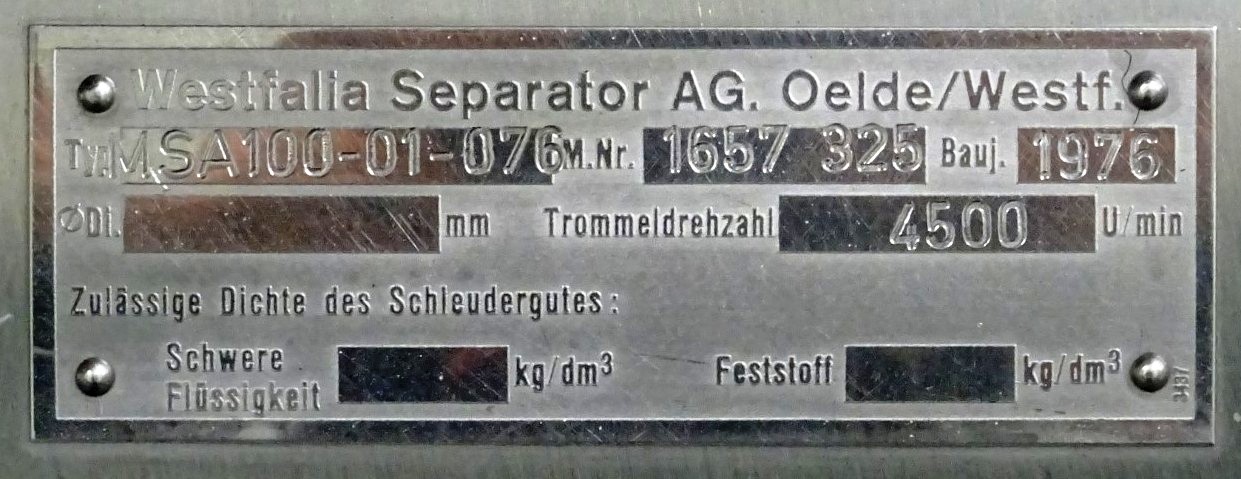 Westfalia Separator AG. Oelde/Westf.
Typ MSA100-01-076 M.Nr. 1657 325 Bauj. 1976
∅Di. mm Trommeldrehzahl 4500 U/min
Zulässige Dichte des Schleudergutes:
Schwere Flüssigkeit kg/dm³ Feststoff kg/dm³
3437